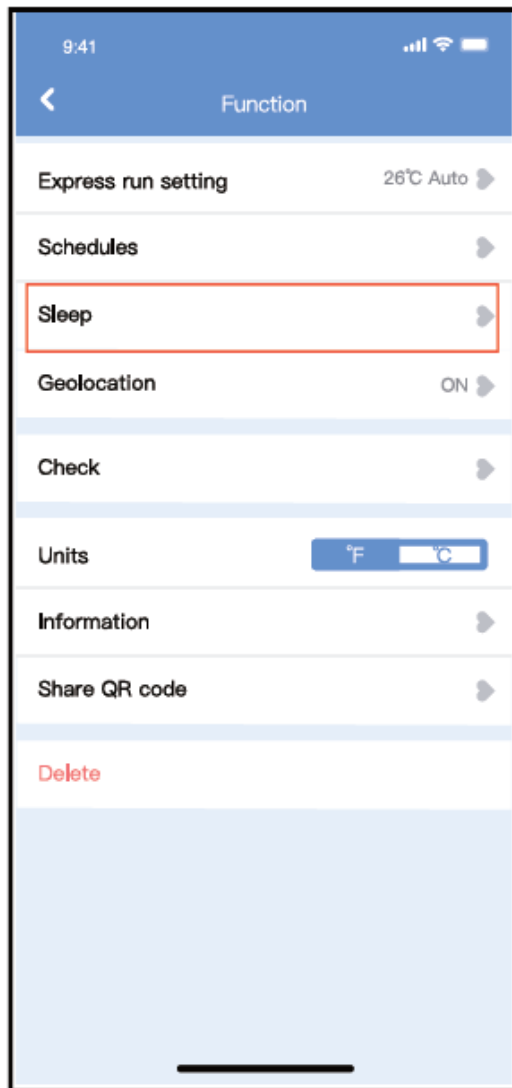 9:41
Function
Express run setting 26℃ Auto
Schedules
Sleep
Geolocation ON
Check
Units ℉ ℃
Information
Share QR code
Delete